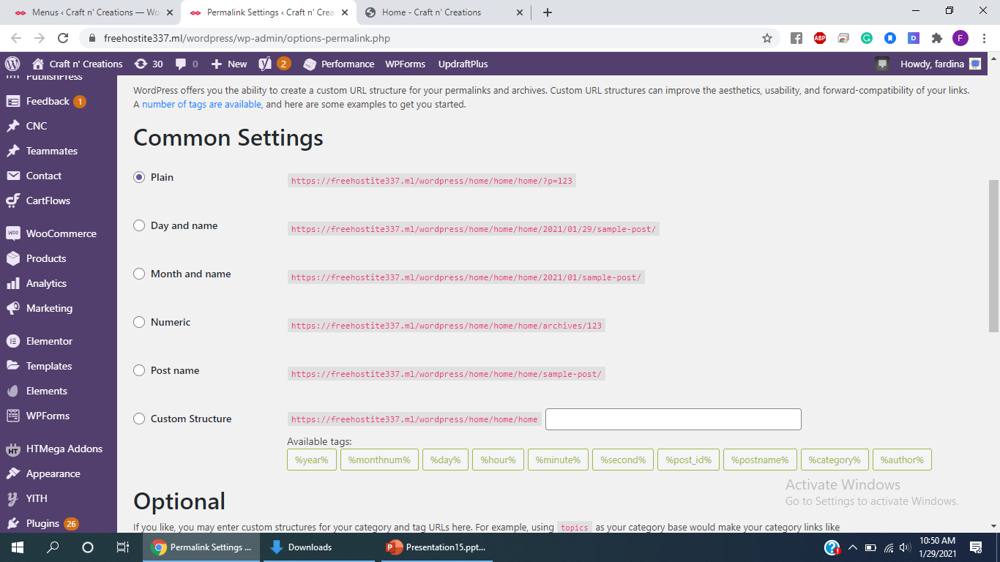 Menus ‹ Craft n' Creations — Wo
Permalink Settings ‹ Craft n' Crea
Home - Craft n' Creations
freehostite337.ml/wordpress/wp-admin/options-permalink.php
ABP
G
D
F
Craft n' Creations
30
0
New
2
Performance
WPForms
UpdraftPlus
Howdy, fardina
PublishPress
Feedback 1
CNC
Teammates
Contact
CartFlows
WooCommerce
Products
Analytics
Marketing
Elementor
Templates
Elements
WPForms
HTMega Addons
Appearance
YITH
Plugins 26
WordPress offers you the ability to create a custom URL structure for your permalinks and archives. Custom URL structures can improve the aesthetics, usability, and forward-compatibility of your links.
A number of tags are available, and here are some examples to get you started.
Common Settings
Plain https://freehostite337.ml/wordpress/home/home/home/?p=123
Day and name https://freehostite337.ml/wordpress/home/home/home/2021/01/29/sample-post/
Month and name https://freehostite337.ml/wordpress/home/home/home/2021/01/sample-post/
Numeric https://freehostite337.ml/wordpress/home/home/home/archives/123
Post name https://freehostite337.ml/wordpress/home/home/home/sample-post/
Custom Structure https://freehostite337.ml/wordpress/home/home/home
Available tags:
%year% %monthnum% %day% %hour% %minute% %second% %post_id% %postname% %category% %author%
Optional
If you like, you may enter custom structures for your category and tag URLs here. For example, using topics as your category base would make your category links like
Activate Windows
Go to Settings to activate Windows.
Permalink Settings ...
Downloads
Presentation15.ppt...
10:50 AM
1/29/2021